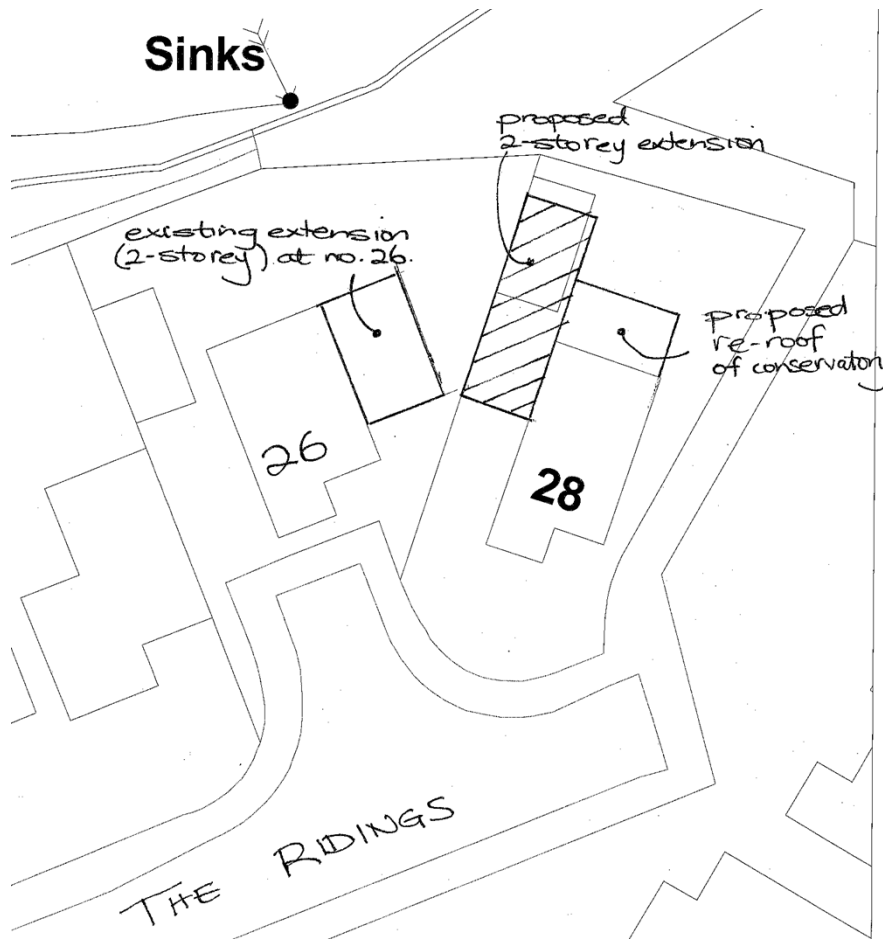 Sinks
proposed
2-storey extension
existing extension
(2-storey) at no. 26.
proposed
re-roof
of conservatory
26
28
THE RIDINGS